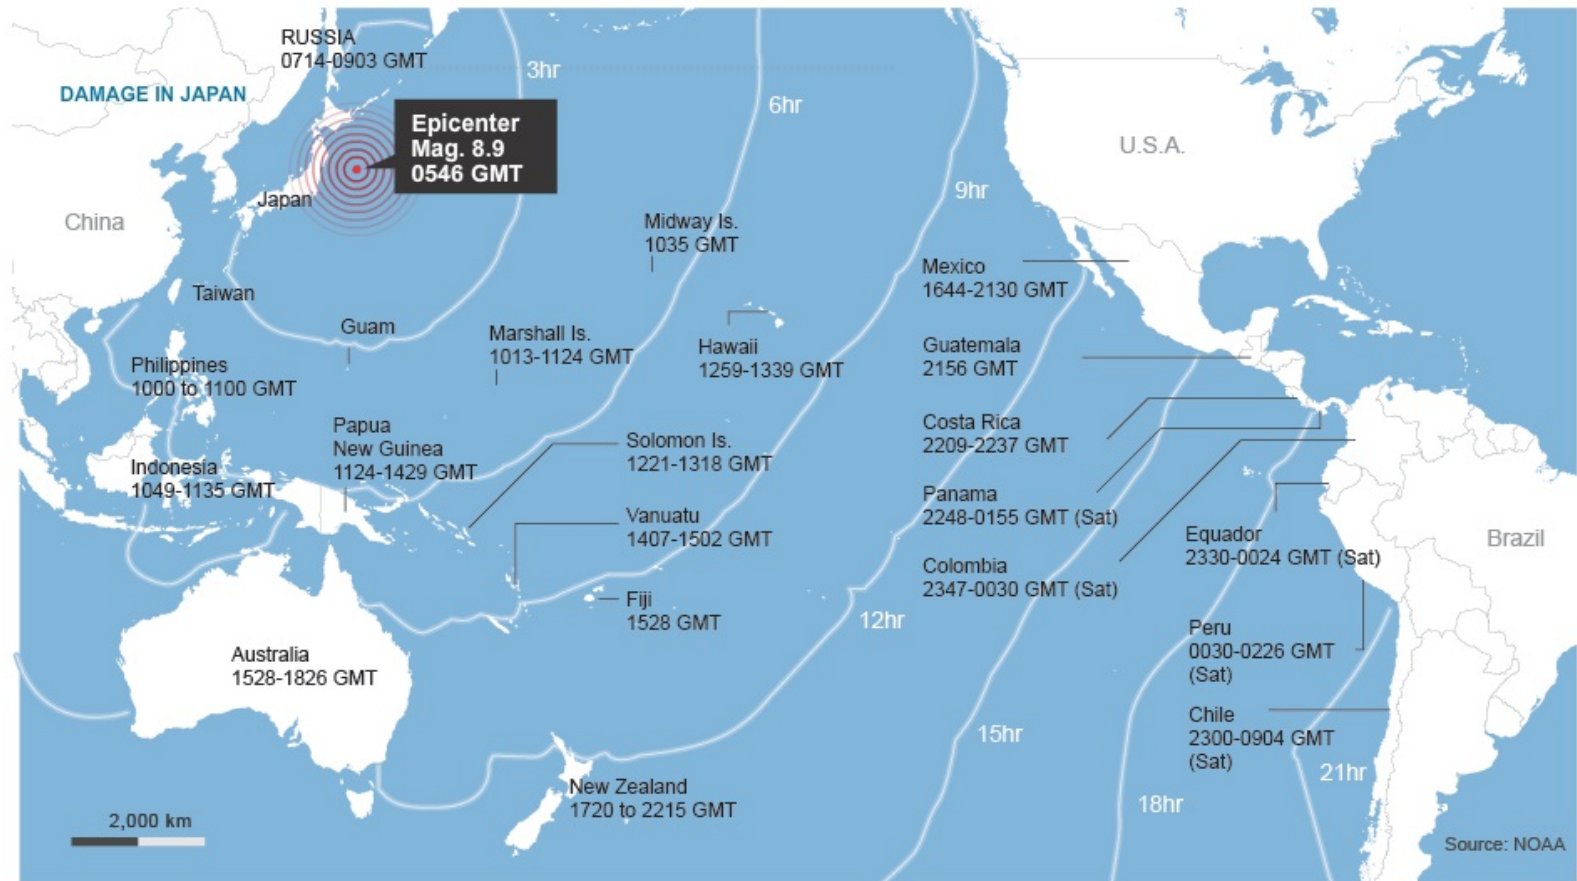 RUSSIA
0714-0903 GMT
DAMAGE IN JAPAN
3hr
6hr
Epicenter
Mag. 8.9
0546 GMT
U.S.A.
9hr
Japan
China
Midway Is.
1035 GMT
Mexico
1644-2130 GMT
Taiwan
Guam
Marshall Is.
1013-1124 GMT
Hawaii
1259-1339 GMT
Guatemala
2156 GMT
Philippines
1000 to 1100 GMT
Papua
New Guinea
1124-1429 GMT
Solomon Is.
1221-1318 GMT
Costa Rica
2209-2237 GMT
Indonesia
1049-1135 GMT
Panama
2248-0155 GMT (Sat)
Vanuatu
1407-1502 GMT
Equador
2330-0024 GMT (Sat)
Brazil
Colombia
2347-0030 GMT (Sat)
Fiji
1528 GMT
12hr
Peru
0030-0226 GMT
(Sat)
Australia
1528-1826 GMT
Chile
2300-0904 GMT
(Sat)
15hr
21hr
New Zealand
1720 to 2215 GMT
18hr
2,000 km
Source: NOAA